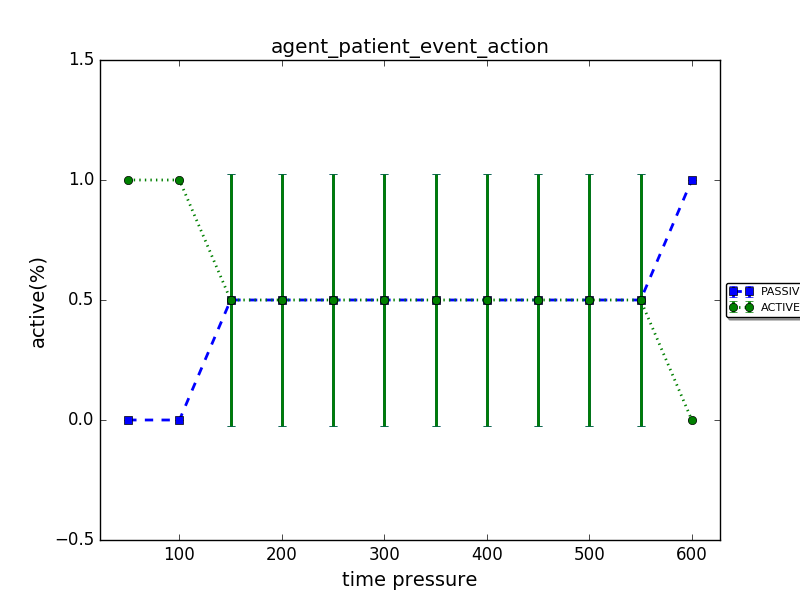 agent_patient_event_action
1.5
1.0
0.5
0.0
−0.5
active(%)
100 200 300 400 500 600
time pressure
PASSIV
ACTIVE